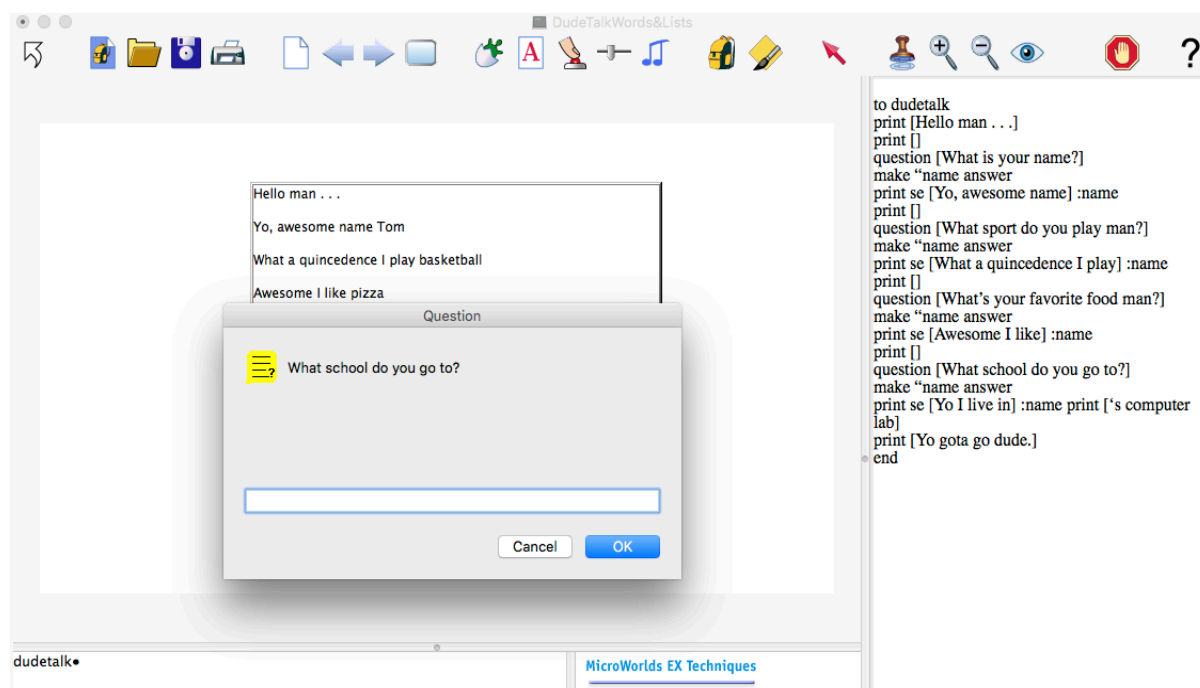 DudeTalkWords&Lists
A
?
Hello man . . .
Yo, awesome name Tom
What a quincedence I play basketball
Awesome I like pizza
Question
?
What school do you go to?
Cancel
OK
to dudetalk
print [Hello man . . .]
print []
question [What is your name?]
make “name answer
print se [Yo, awesome name] :name
print []
question [What sport do you play man?]
make “name answer
print se [What a quincedence I play] :name
print []
question [What’s your favorite food man?]
make “name answer
print se [Awesome I like] :name
print []
question [What school do you go to?]
make “name answer
print se [Yo I live in] :name print [‘s computer
lab]
print [Yo gota go dude.]
end
dudetalk•
MicroWorlds EX Techniques